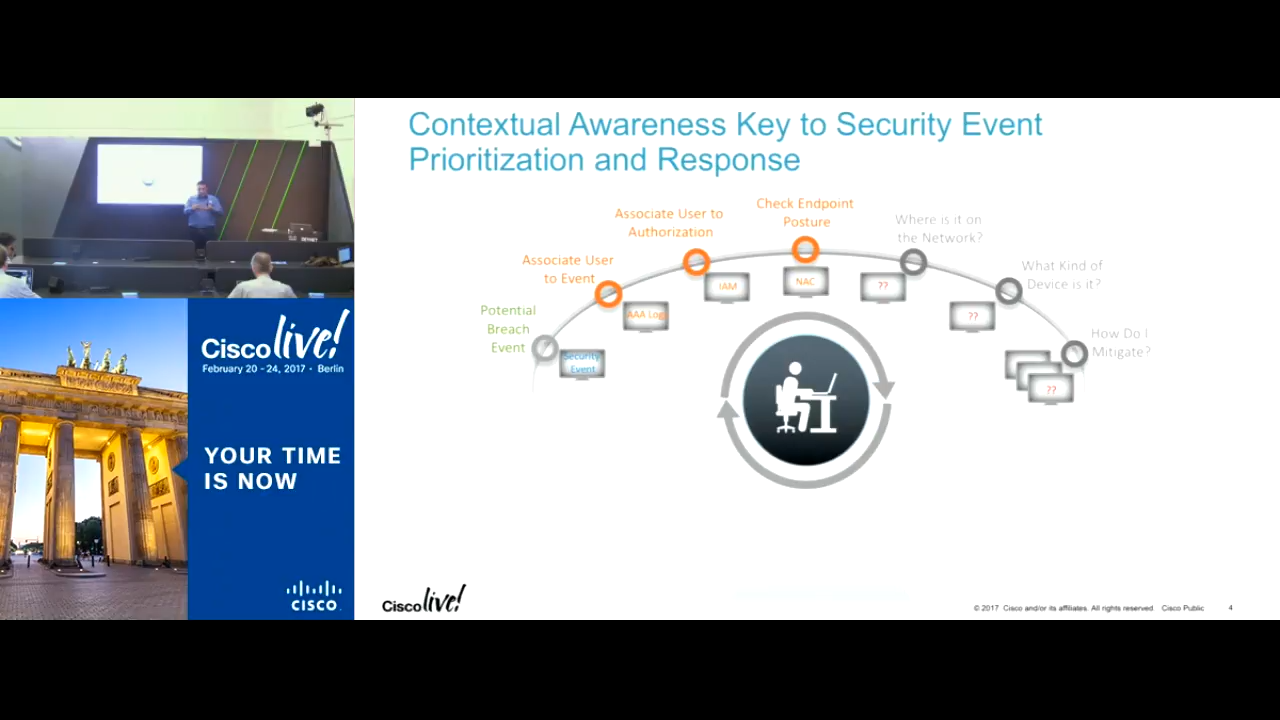 Contextual Awareness Key to Security Event
Prioritization and Response
Check Endpoint
Posture
Associate User to
Authorization
Where is it on
the Network?
Associate User
to Event
What Kind of
Device is it?
Potential
Breach
Event
How Do I
Mitigate?
Security
Event
AAA Log
IAM
NAC
??
??
??
Cisco live!
February 20 - 24, 2017 • Berlin
YOUR TIME
IS NOW
CISCO
Cisco live!
© 2017 Cisco and/or its affiliates. All rights reserved. Cisco Public
4